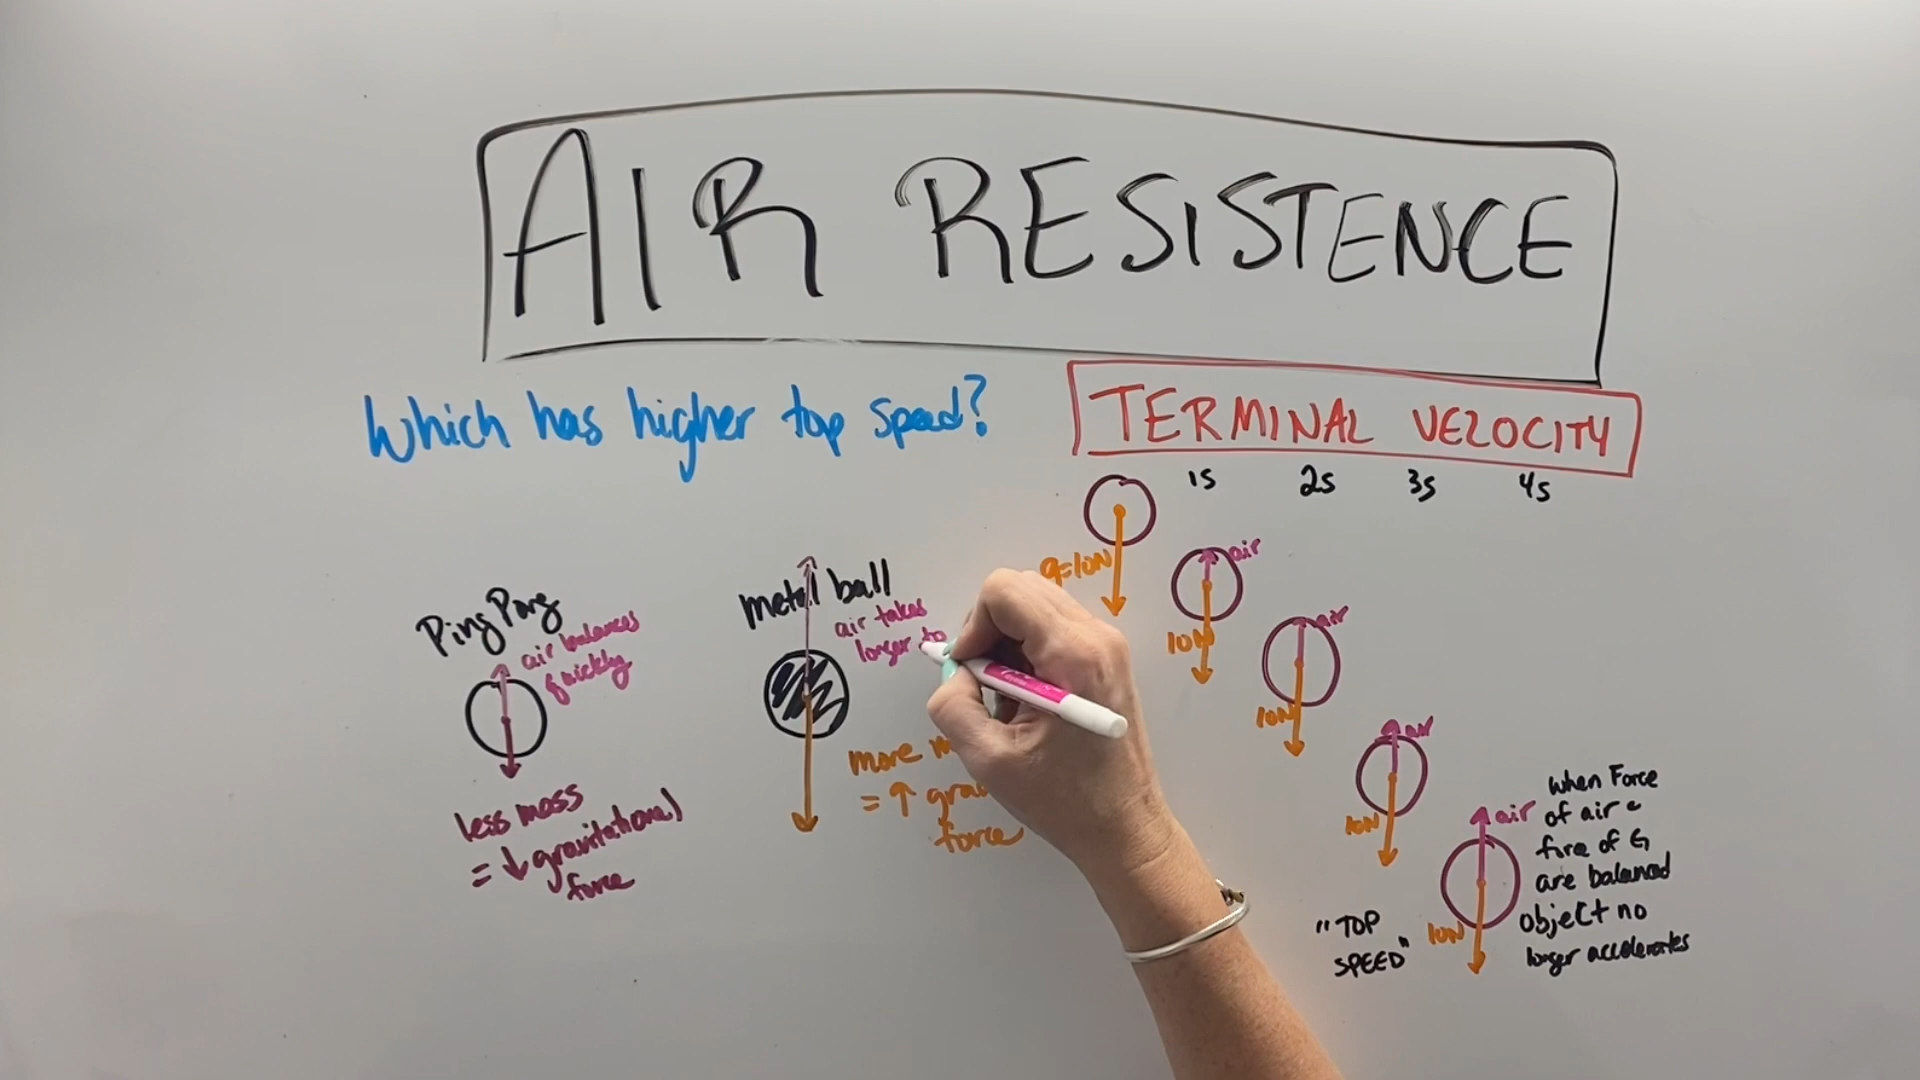 AIR RESISTENCE
Which has higher top speed?
TERMINAL VELOCITY
1s 2s 3s 4s
g=10N
air
10N
air
10N
air
10N
air
10N
"TOP
SPEED"
when Force
of air &
force of G
are balanced
object no
longer accelerates
Ping Pong
air balances
quickly
less mass
= ↓ gravitational
force
metal ball
air takes
longer to
more
= ↑
force